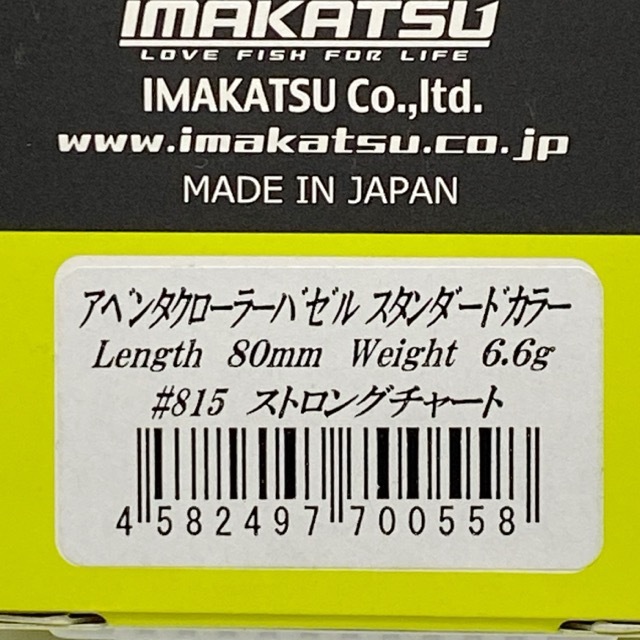 IMAKATSU
LOVE FISH FOR LIFE
IMAKATSU Co.,ltd.
www.imakatsu.co.jp
MADE IN JAPAN
アベンタクローラーバゼル スタンダードカラー
Length 80mm Weight 6.6g
#815 ストロングチャート
4 582497 700558